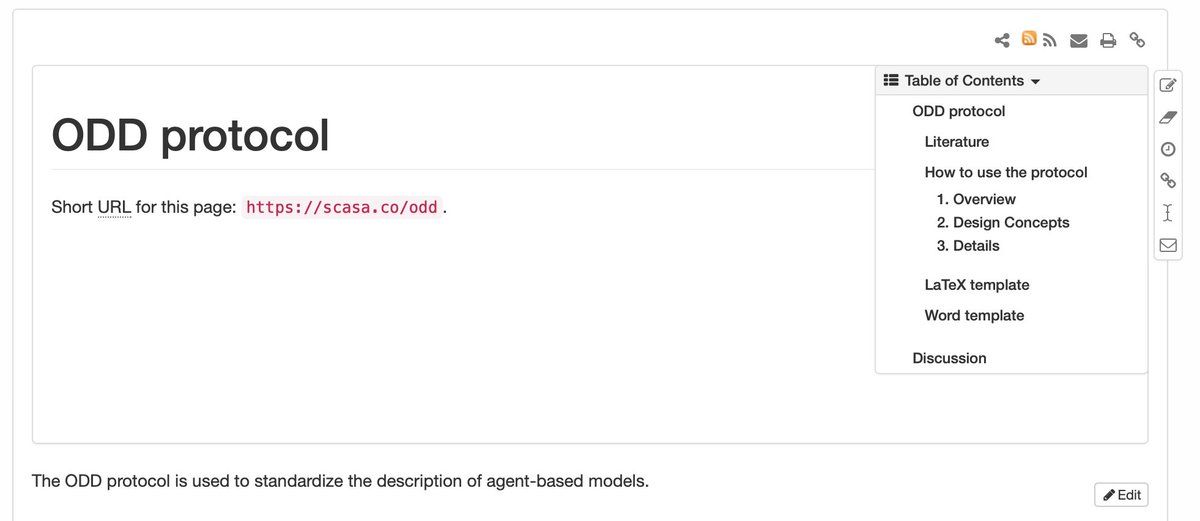 Table of Contents
ODD protocol
Literature
How to use the protocol
1. Overview
2. Design Concepts
3. Details
LaTeX template
Word template
Discussion
ODD protocol
Short URL for this page: https://scasa.co/odd.
The ODD protocol is used to standardize the description of agent-based models.
Edit